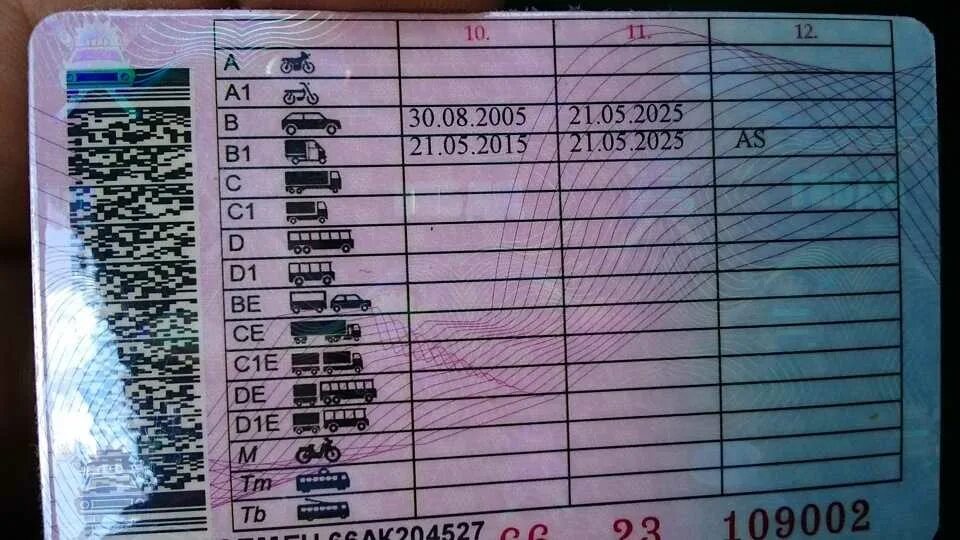 10. 11. 12.
A
A1
B 30.08.2005 21.05.2025
B1 21.05.2015 21.05.2025 AS
C
C1
D
D1
BE
CE
C1E
DE
D1E
M
Tm
Tb
66АК204527 66 23 109002